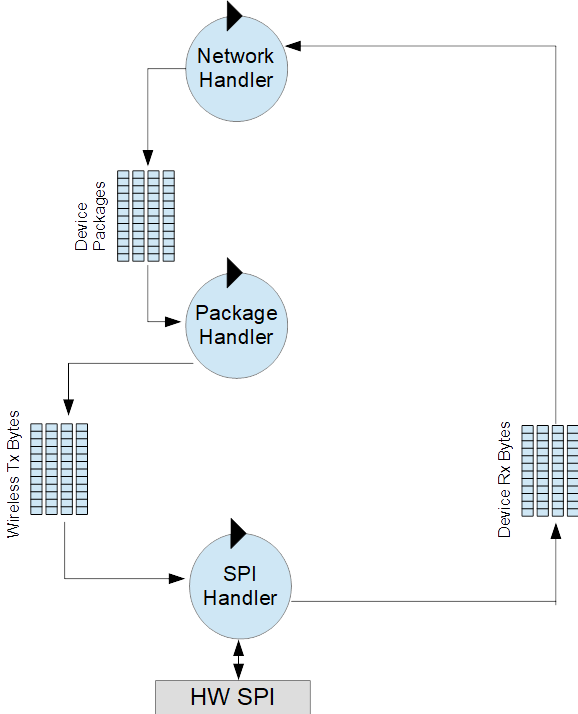 Network
Handler
Device
Packages
Package
Handler
Wireless Tx Bytes
Device Rx Bytes
SPI
Handler
HW SPI